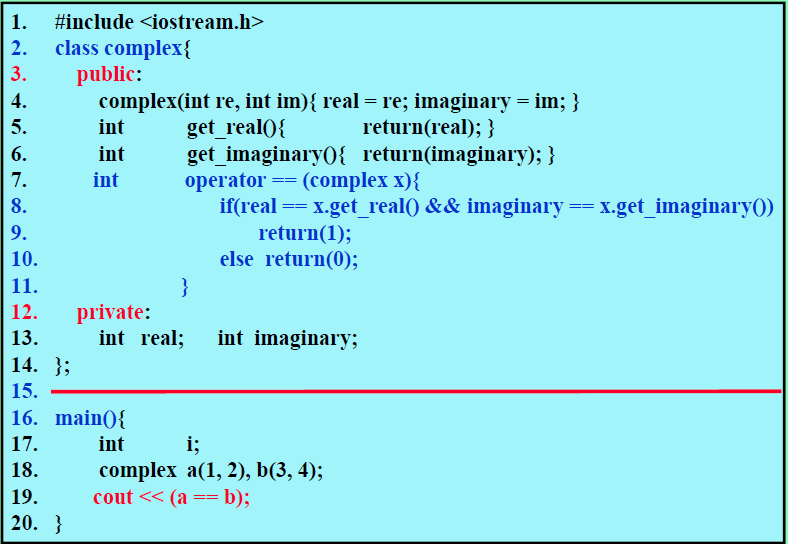 1. #include <iostream.h>
2. class complex{
3. public:
4. complex(int re, int im){ real = re; imaginary = im; }
5. int get_real(){ return(real); }
6. int get_imaginary(){ return(imaginary); }
7. int operator == (complex x){
8. if(real == x.get_real() && imaginary == x.get_imaginary())
9. return(1);
10. else return(0);
11. }
12. private:
13. int real; int imaginary;
14. };
15.
16. main(){
17. int i;
18. complex a(1, 2), b(3, 4);
19. cout << (a == b);
20. }